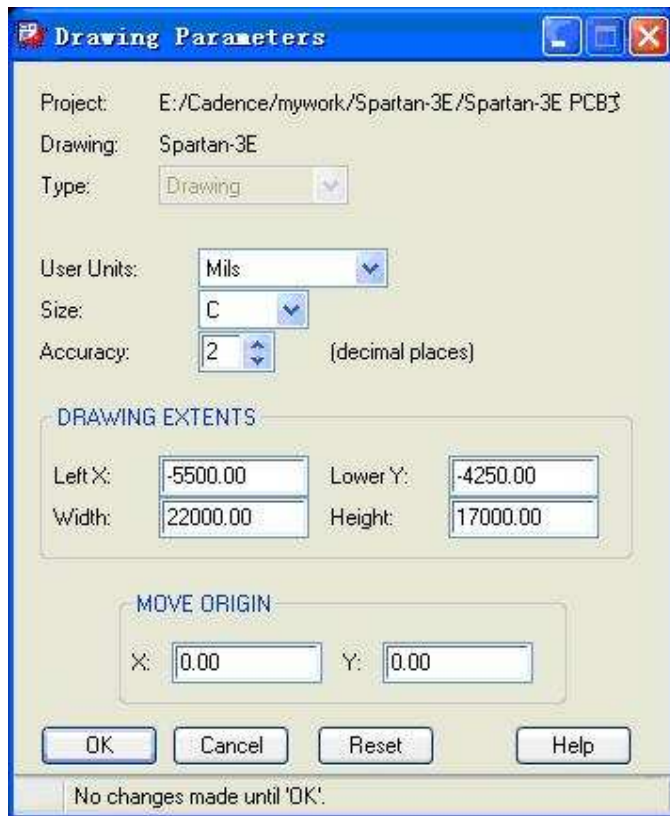 Drawing Parameters
Project: E:/Cadence/mywork/Spartan-3E/Spartan-3E PCB
Drawing: Spartan-3E
Type: Drawing
User Units: Mils
Size: C
Accuracy: 2 (decimal places)
DRAWING EXTENTS
Left X: -5500.00 Lower Y: -4250.00
Width: 22000.00 Height: 17000.00
MOVE ORIGIN
X: 0.00 Y: 0.00
OK Cancel Reset Help
No changes made until 'OK'.